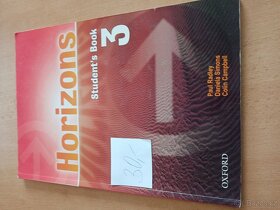 Horizons
Student's Book 3
Paul Radley
Daniela Simons
Colin Campbell
OXFORD
30,-